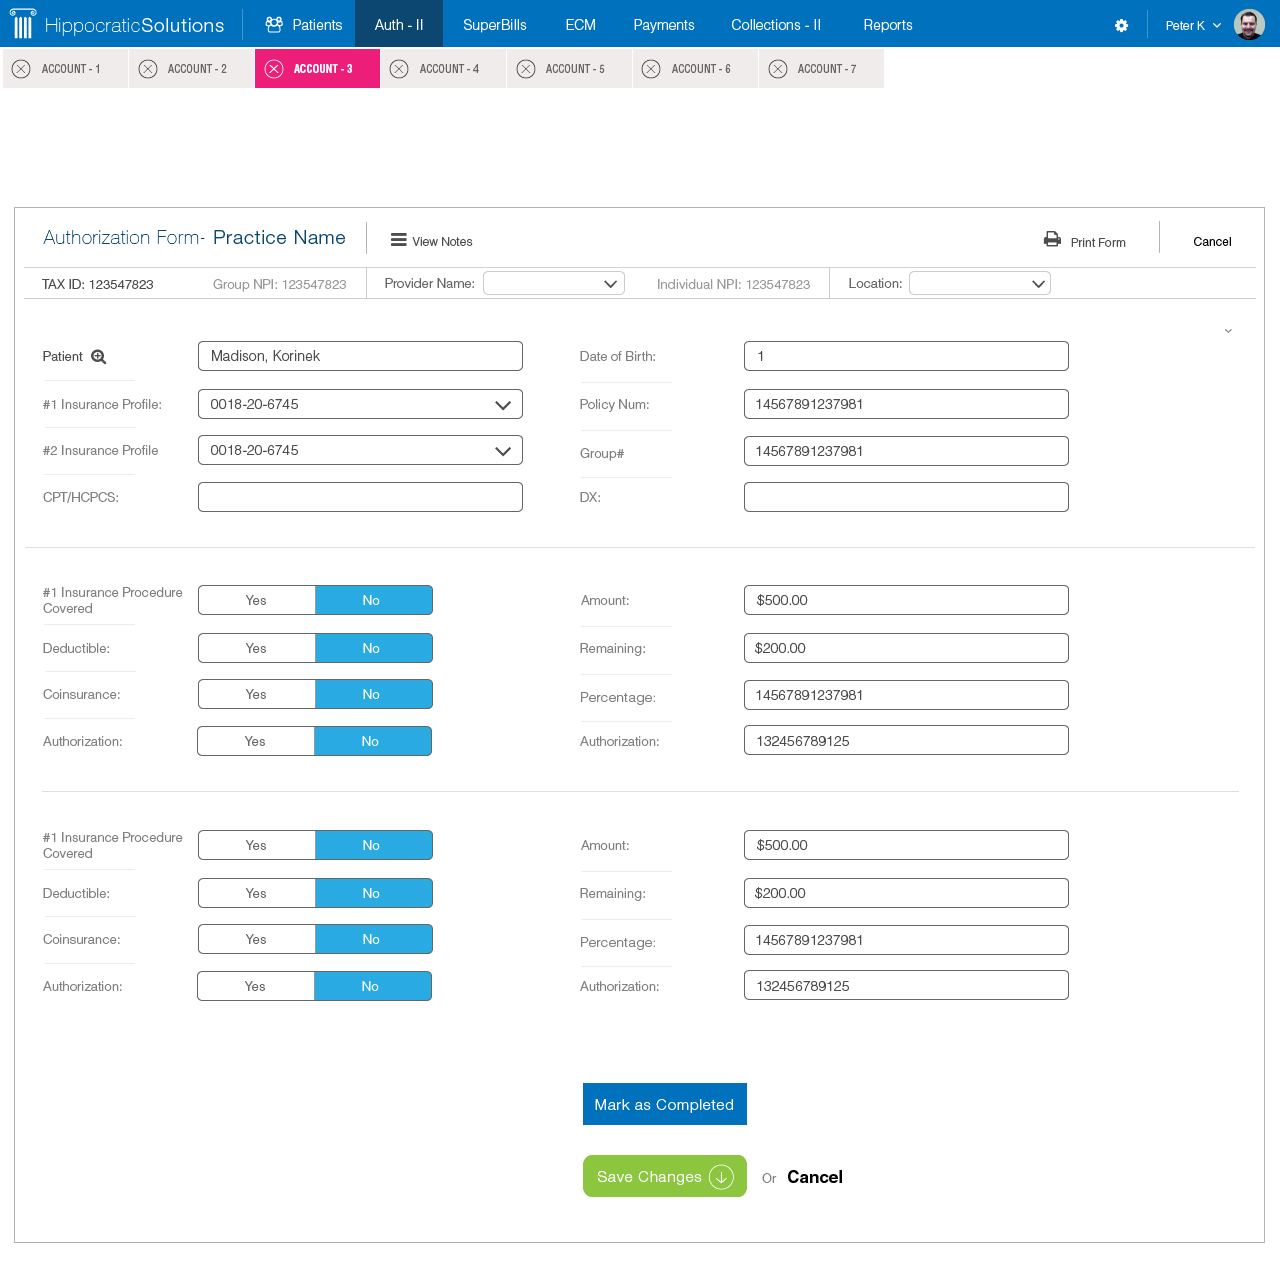 HippocraticSolutions Patients Auth - II SuperBills ECM Payments Collections - II Reports Peter K
ACCOUNT - 1 ACCOUNT - 2 ACCOUNT - 3 ACCOUNT - 4 ACCOUNT - 5 ACCOUNT - 6 ACCOUNT - 7
Authorization Form- Practice Name View Notes Print Form Cancel
TAX ID: 123547823 Group NPI: 123547823 Provider Name: Individual NPI: 123547823 Location:
Patient Madison, Korinek Date of Birth: 1
#1 Insurance Profile: 0018-20-6745 Policy Num: 14567891237981
#2 Insurance Profile 0018-20-6745 Group# 14567891237981
CPT/HCPCS: DX:
#1 Insurance Procedure
Covered Yes No Amount: $500.00
Deductible: Yes No Remaining: $200.00
Coinsurance: Yes No Percentage: 14567891237981
Authorization: Yes No Authorization: 132456789125
#1 Insurance Procedure
Covered Yes No Amount: $500.00
Deductible: Yes No Remaining: $200.00
Coinsurance: Yes No Percentage: 14567891237981
Authorization: Yes No Authorization: 132456789125
Mark as Completed
Save Changes Or Cancel